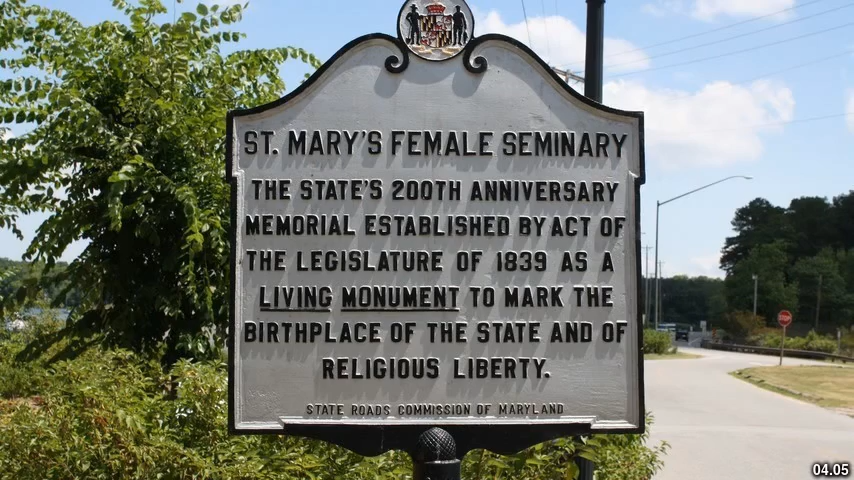 ST. MARY'S FEMALE SEMINARY
THE STATE'S 200TH ANNIVERSARY
MEMORIAL ESTABLISHED BY ACT OF
THE LEGISLATURE OF 1839 AS A
LIVING MONUMENT TO MARK THE
BIRTHPLACE OF THE STATE AND OF
RELIGIOUS LIBERTY.
STATE ROADS COMMISSION OF MARYLAND
04.05